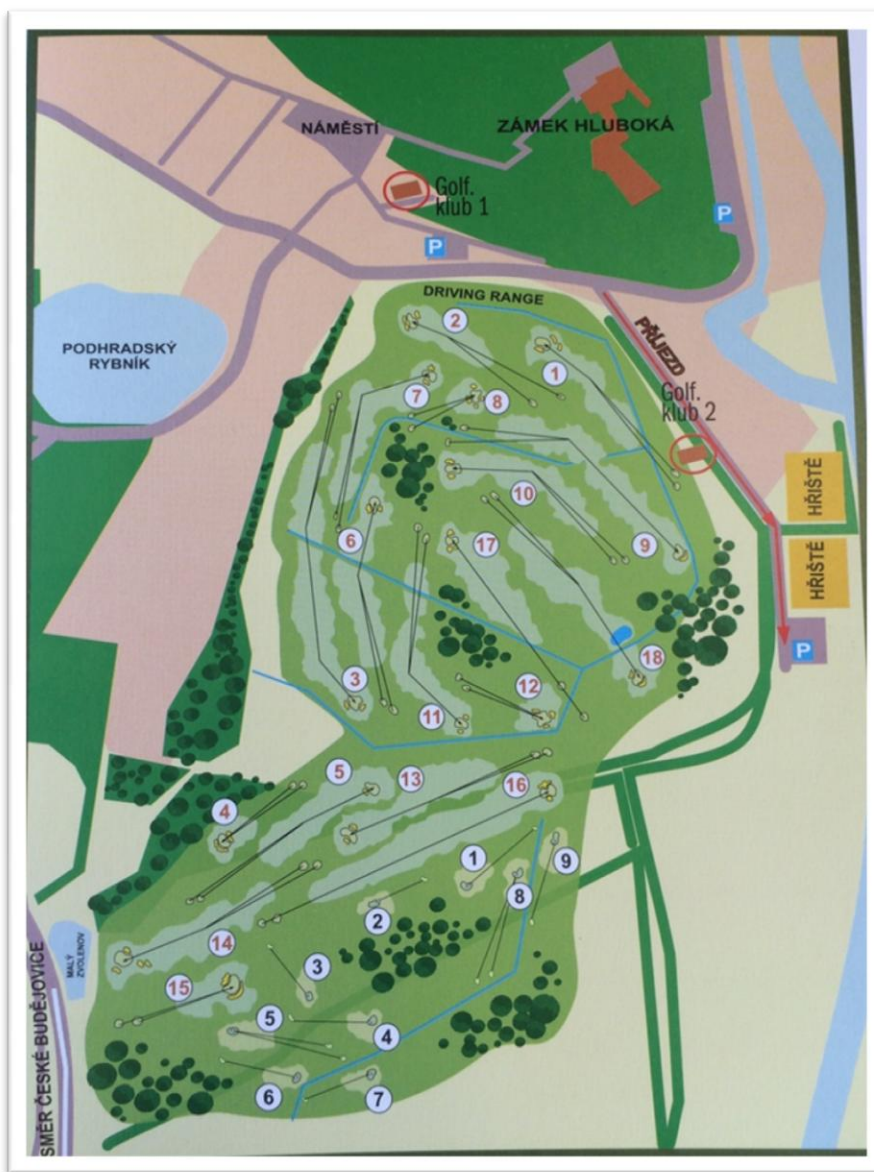 NÁMĚSTÍ
ZÁMEK HLUBOKÁ
Golf.
klub 1
P
P
DRIVING RANGE
PODHRADSKÝ
RYBNÍK
PŘÍJEZD
2
1
7
8
Golf.
klub 2
HŘIŠTĚ
10
6
17
9
HŘIŠTĚ
P
18
3
12
11
5
13
16
4
1
9
8
2
14
MALÝ
ZVOLENOV
3
15
5
4
6
7
SMĚR ČESKÉ BUDĚJOVICE